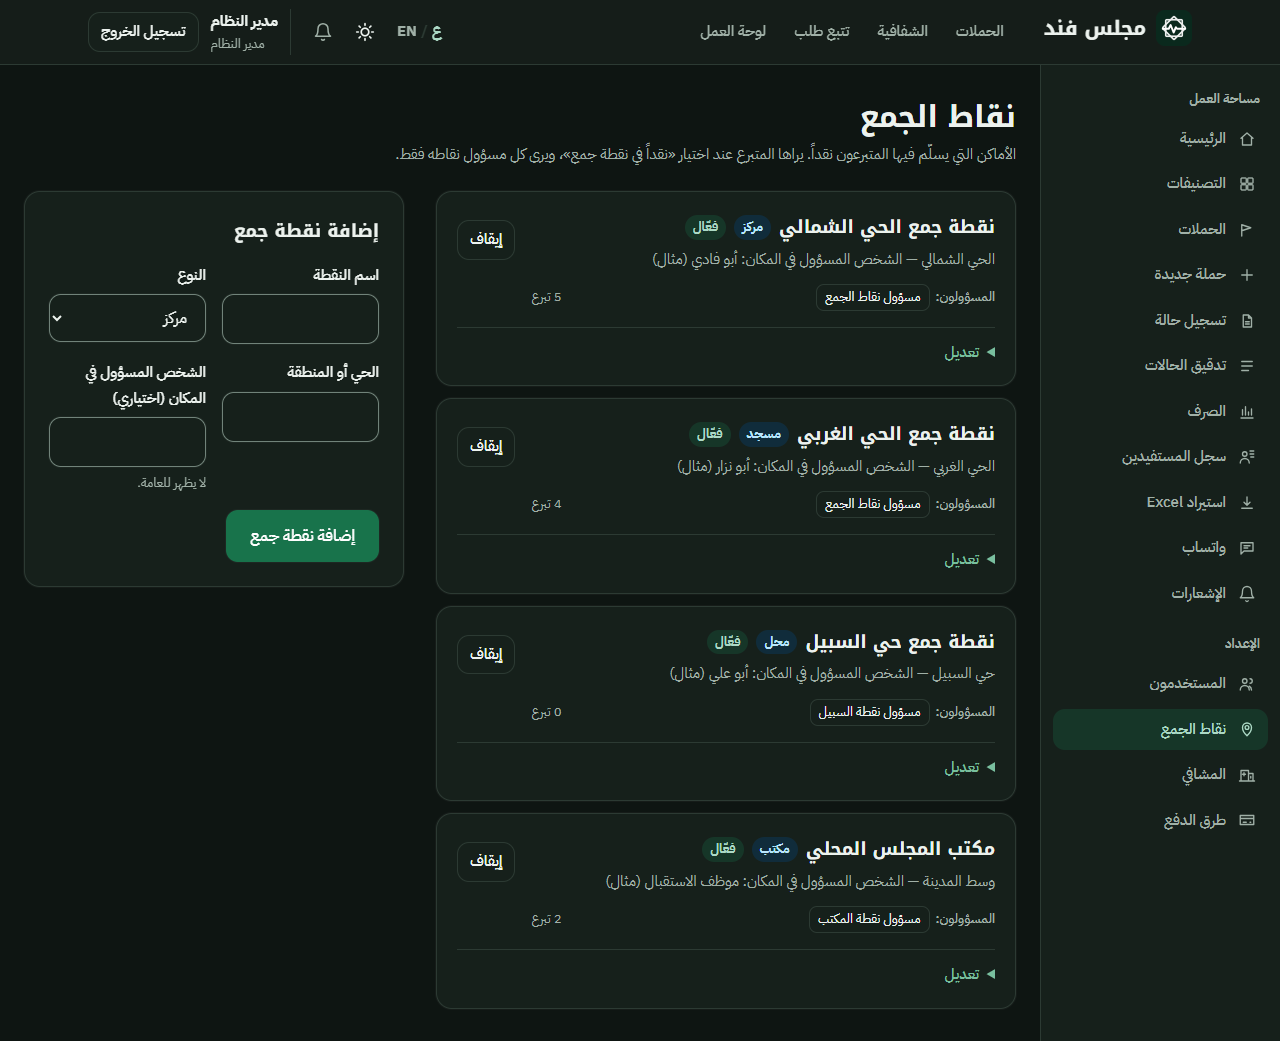 مجلس فند
الحملات
الشفافية
تتبع طلب
لوحة العمل
ع / EN
مدير النظام
مدير النظام
تسجيل الخروج
مساحة العمل
الرئيسية
التصنيفات
الحملات
حملة جديدة
تسجيل حالة
تدقيق الحالات
الصرف
سجل المستفيدين
استيراد Excel
واتساب
الإشعارات
الإعداد
المستخدمون
نقاط الجمع
المشافي
طرق الدفع
نقاط الجمع
الأماكن التي يسلّم فيها المتبرعون نقداً. يراها المتبرع عند اختيار «نقداً في نقطة جمع»، ويرى كل مسؤول نقاطه فقط.
نقطة جمع الحي الشمالي مركز فعّال
إيقاف
الحي الشمالي — الشخص المسؤول في المكان: أبو فادي (مثال)
المسؤولون: مسؤول نقاط الجمع
5 تبرع
تعديل
نقطة جمع الحي الغربي مسجد فعّال
إيقاف
الحي الغربي — الشخص المسؤول في المكان: أبو نزار (مثال)
المسؤولون: مسؤول نقاط الجمع
4 تبرع
تعديل
نقطة جمع حي السبيل محل فعّال
إيقاف
حي السبيل — الشخص المسؤول في المكان: أبو علي (مثال)
المسؤولون: مسؤول نقطة السبيل
0 تبرع
تعديل
مكتب المجلس المحلي مكتب فعّال
إيقاف
وسط المدينة — الشخص المسؤول في المكان: موظف الاستقبال (مثال)
المسؤولون: مسؤول نقطة المكتب
2 تبرع
تعديل
إضافة نقطة جمع
اسم النقطة
النوع
مركز
الحي أو المنطقة
الشخص المسؤول في
المكان (اختياري)
لا يظهر للعامة.
إضافة نقطة جمع